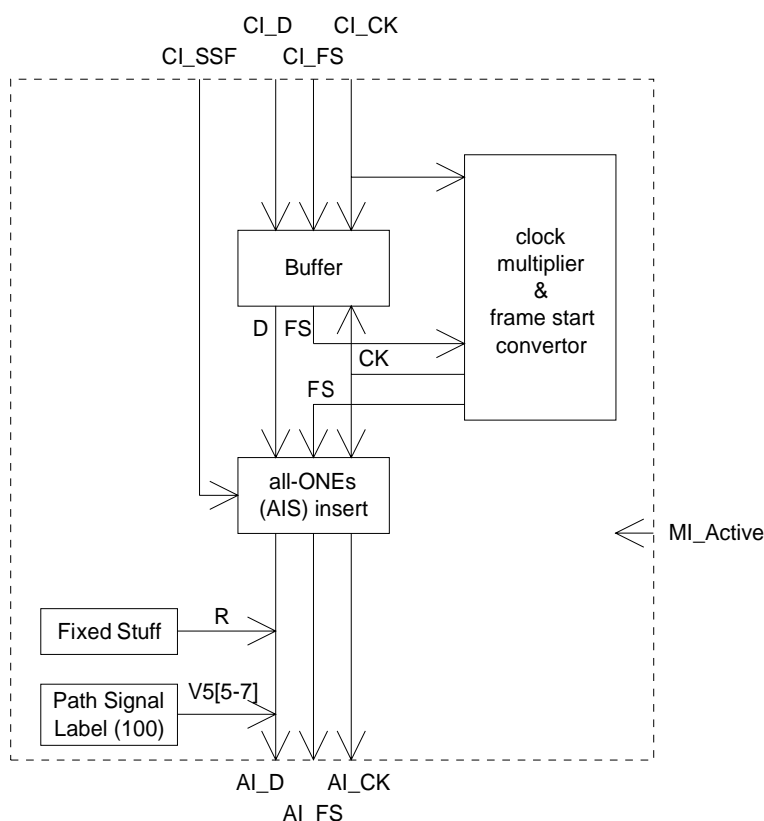 CI_D
CI_CK
CI_SSF
CI_FS
clock
multiplier
&
frame start
convertor
Buffer
D
FS
CK
FS
all-ONEs
(AIS) insert
MI_Active
Fixed Stuff
R
Path Signal
Label (100)
V5[5-7]
AI_D
AI_CK
AI_FS